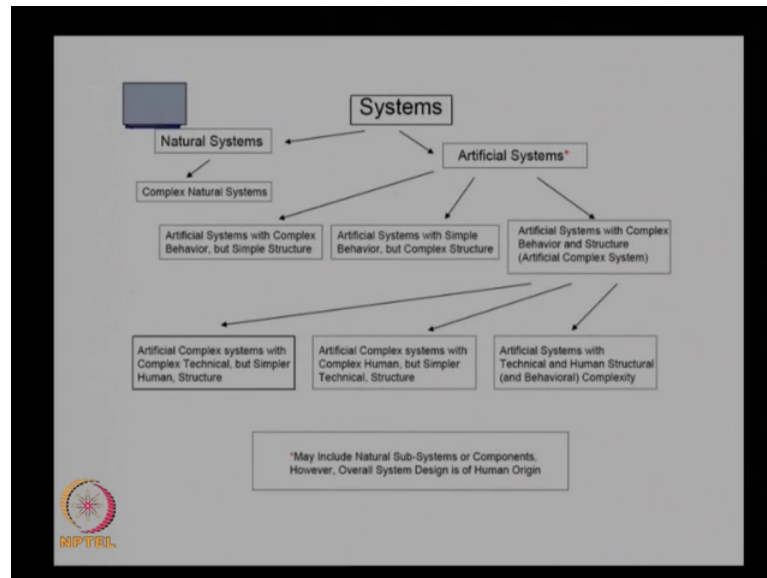 Systems
Natural Systems
Artificial Systems*
Complex Natural Systems
Artificial Systems with Complex
Behavior, but Simple Structure
Artificial Systems with Simple
Behavior, but Complex Structure
Artificial Systems with Complex
Behavior and Structure
(Artificial Complex System)
Artificial Complex systems with
Complex Technical, but Simpler
Human, Structure
Artificial Complex systems with
Complex Human, but Simpler
Technical, Structure
Artificial Systems with
Technical and Human Structural
(and Behavioral) Complexity
*May Include Natural Sub-Systems or Components,
However, Overall System Design is of Human Origin
NPTEL